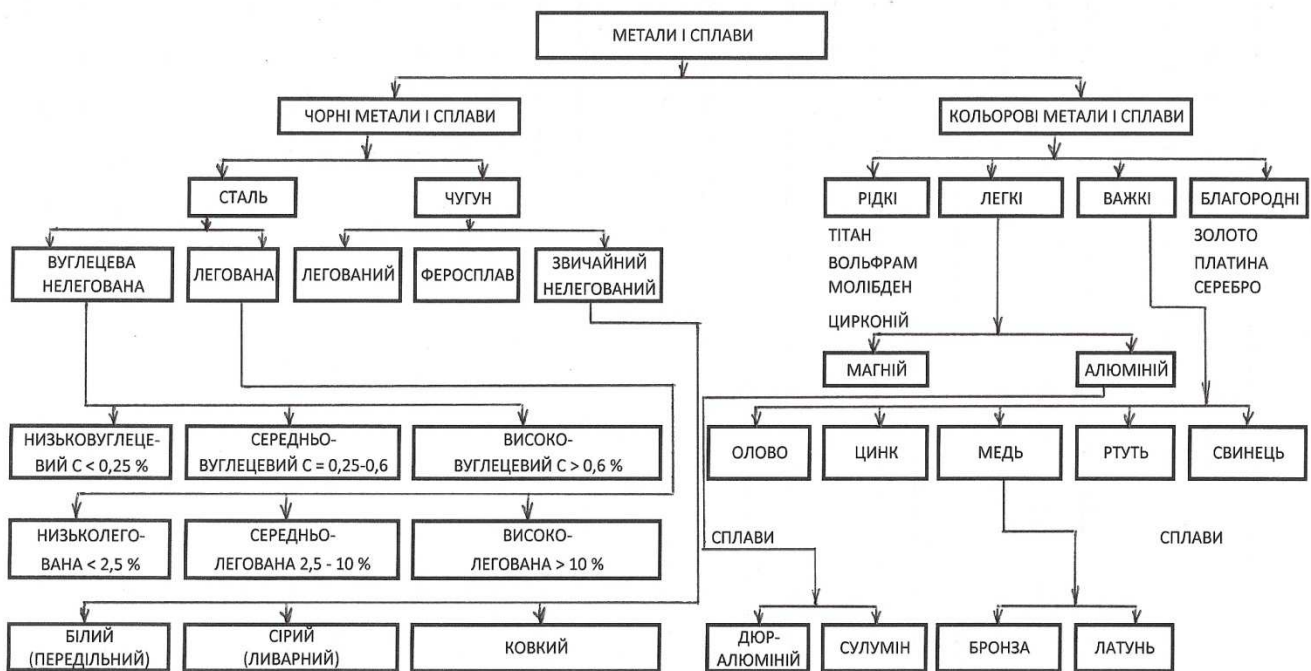 МЕТАЛИ І СПЛАВИ
ЧОРНІ МЕТАЛИ І СПЛАВИ
КОЛЬОРОВІ МЕТАЛИ І СПЛАВИ
СТАЛЬ
ЧУГУН
РІДКІ
ЛЕГКІ
ВАЖКІ
БЛАГОРОДНІ
ВУГЛЕЦЕВА
НЕЛЕГОВАНА
ЛЕГОВАНА
ЛЕГОВАНИЙ
ФЕРОСПЛАВ
ЗВИЧАЙНИЙ
НЕЛЕГОВАНИЙ
ТІТАН
ВОЛЬФРАМ
МОЛІБДЕН
ЦИРКОНІЙ
ЗОЛОТО
ПЛАТИНА
СЕРЕБРО
МАГНІЙ
АЛЮМІНІЙ
НИЗЬКОВУГЛЕЦЕ-
ВИЙ С < 0,25 %
СЕРЕДНЬО-
ВУГЛЕЦЕВИЙ С = 0,25-0,6
ВИСОКО-
ВУГЛЕЦЕВИЙ С > 0,6 %
ОЛОВО
ЦИНК
МЕДЬ
РТУТЬ
СВИНЕЦЬ
НИЗЬКОЛЕГО-
ВАНА < 2,5 %
СЕРЕДНЬО-
ЛЕГОВАНА 2,5 - 10 %
ВИСОКО-
ЛЕГОВАНА > 10 %
СПЛАВИ
СПЛАВИ
БІЛИЙ
(ПЕРЕДІЛЬНИЙ)
СІРИЙ
(ЛИВАРНИЙ)
КОВКИЙ
ДЮР-
АЛЮМІНІЙ
СУЛУМІН
БРОНЗА
ЛАТУНЬ